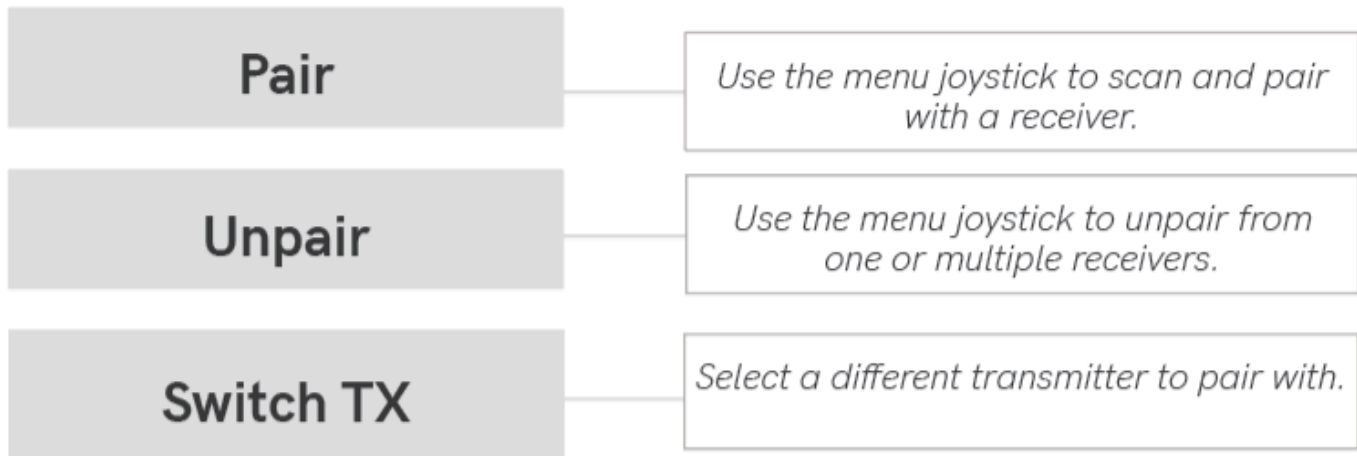 Pair
Use the menu joystick to scan and pair
with a receiver.
Unpair
Use the menu joystick to unpair from
one or multiple receivers.
Switch TX
Select a different transmitter to pair with.